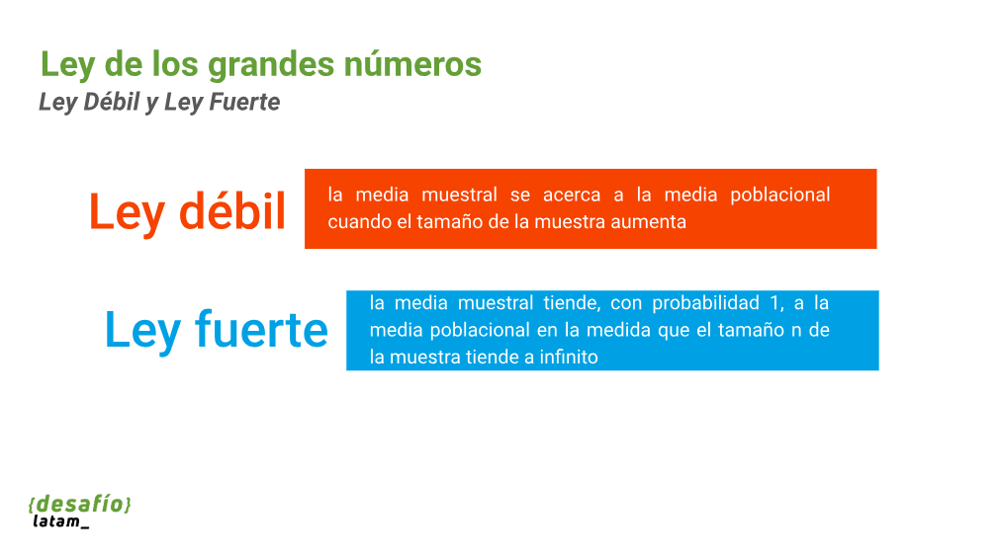 Ley de los grandes números
Ley Débil y Ley Fuerte
Ley débil
la media muestral se acerca a la media poblacional
cuando el tamaño de la muestra aumenta
Ley fuerte
la media muestral tiende, con probabilidad 1, a la
media poblacional en la medida que el tamaño n de
la muestra tiende a infinito
{desafío}
latam_